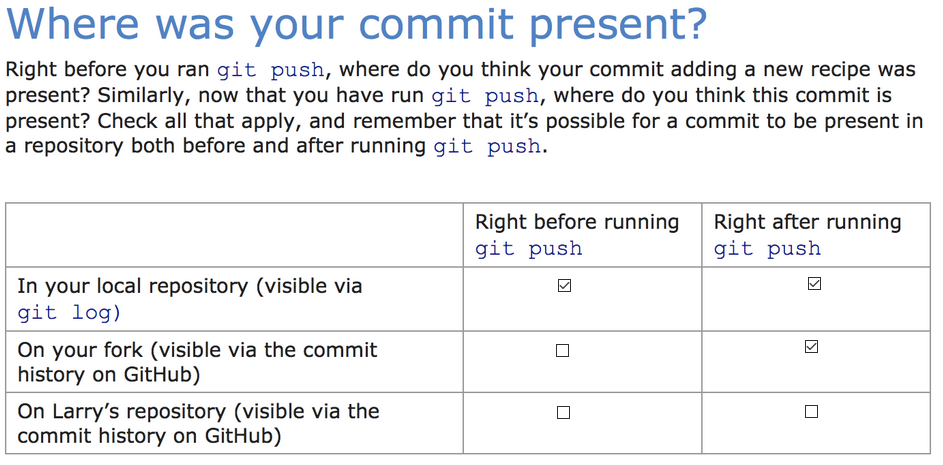 Where was your commit present?
Right before you ran git push, where do you think your commit adding a new recipe was
present? Similarly, now that you have run git push, where do you think this commit is
present? Check all that apply, and remember that it’s possible for a commit to be present in
a repository both before and after running git push.
Right before running
git push
Right after running
git push
In your local repository (visible via
git log)
On your fork (visible via the commit
history on GitHub)
On Larry’s repository (visible via the
commit history on GitHub)